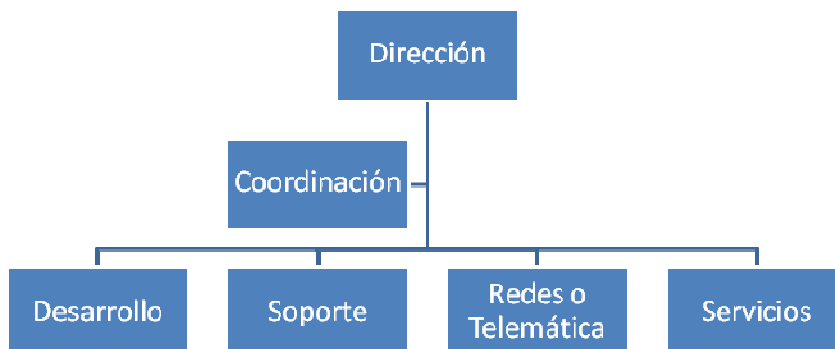 Dirección
Coordinación
Desarrollo
Soporte
Redes o
Telemática
Servicios